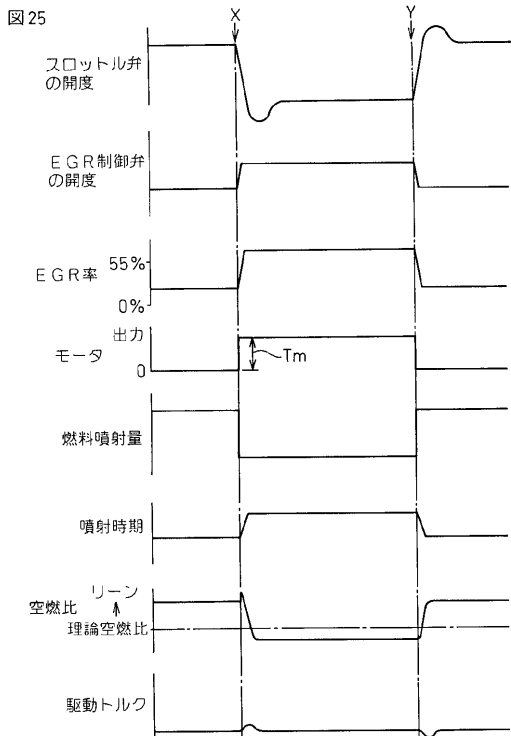 図25
X
Y
スロットル弁
の開度
EGR制御弁
の開度
55%
EGR率
0%
出力
モータ
Tm
0
燃料噴射量
噴射時期
リーン
空燃比
理論空燃比
駆動トルク